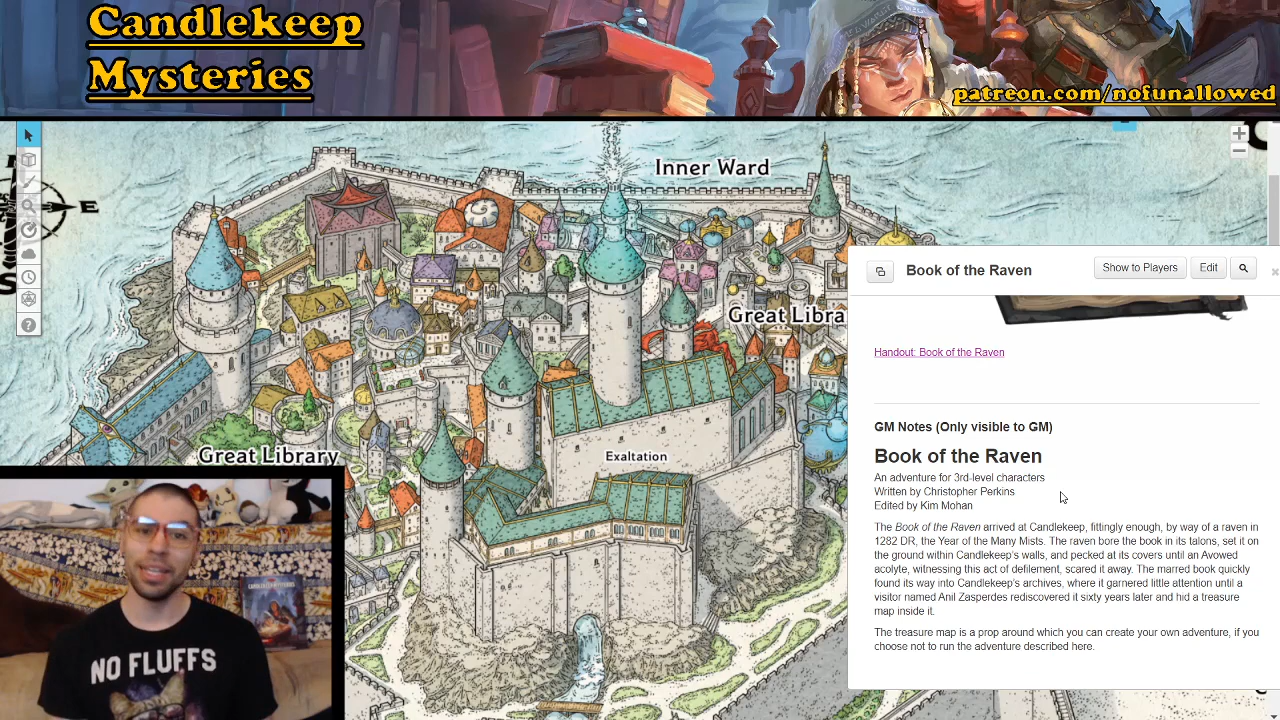 Candlekeep
Mysteries
patreon.com/nofunallowed
E
Inner Ward
Great Library
Exaltation
Great Library
NO FLUFFS
CANDLEKEEP MYSTERIES
Book of the Raven
Show to Players
Edit
Handout: Book of the Raven
GM Notes (Only visible to GM)
Book of the Raven
An adventure for 3rd-level characters
Written by Christopher Perkins
Edited by Kim Mohan
The Book of the Raven arrived at Candlekeep, fittingly enough, by way of a raven in
1282 DR, the Year of the Many Mists. The raven bore the book in its talons, set it on
the ground within Candlekeep's walls, and pecked at its covers until an Avowed
acolyte, witnessing this act of defilement, scared it away. The marred book quickly
found its way into Candlekeep's archives, where it garnered little attention until a
visitor named Anil Zasperdes rediscovered it sixty years later and hid a treasure
map inside it.
The treasure map is a prop around which you can create your own adventure, if you
choose not to run the adventure described here.